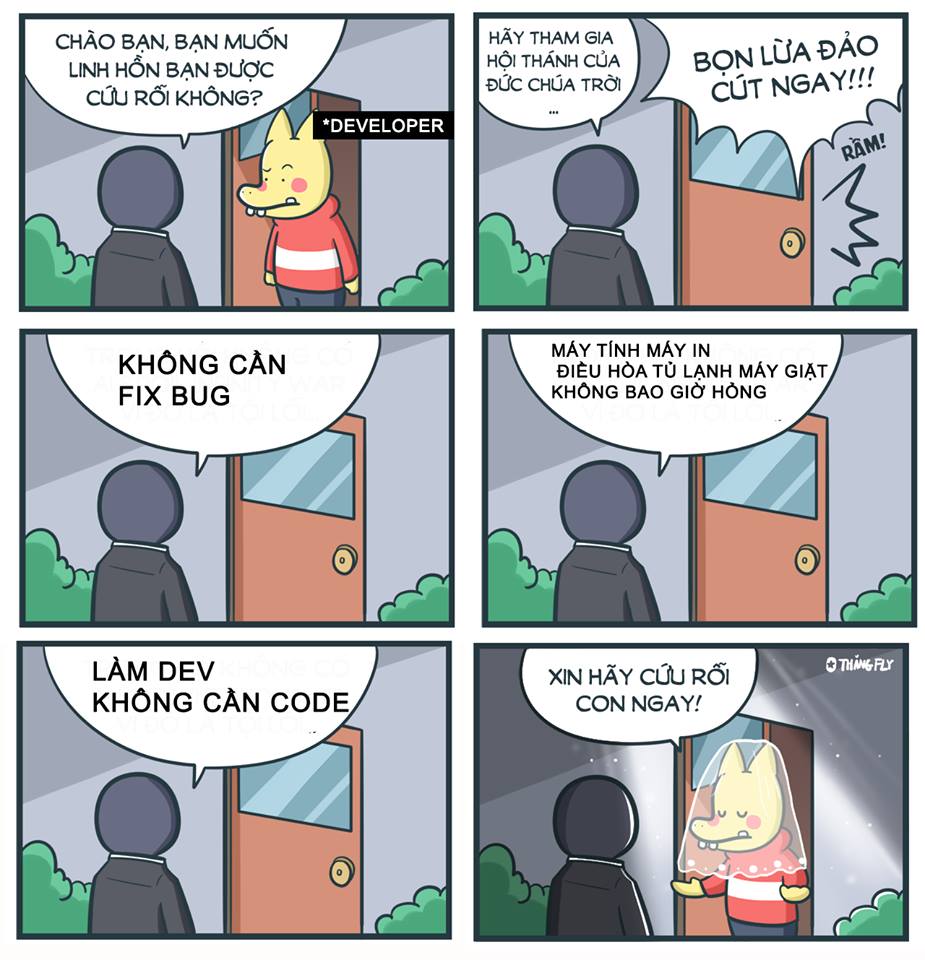 CHÀO BẠN, BẠN MUỐN
LINH HỒN BẠN ĐƯỢC
CỨU RỖI KHÔNG?
*DEVELOPER
HÃY THAM GIA
HỘI THÁNH CỦA
ĐỨC CHÚA TRỜI
...
BỌN LỪA ĐẢO
CÚT NGAY!!!
RẦM!
KHÔNG CẦN
FIX BUG
MÁY TÍNH MÁY IN
ĐIỀU HÒA TỦ LẠNH MÁY GIẶT
KHÔNG BAO GIỜ HỎNG
LÀM DEV
KHÔNG CẦN CODE
XIN HÃY CỨU RỖI
CON NGAY!
THĂNG FLY